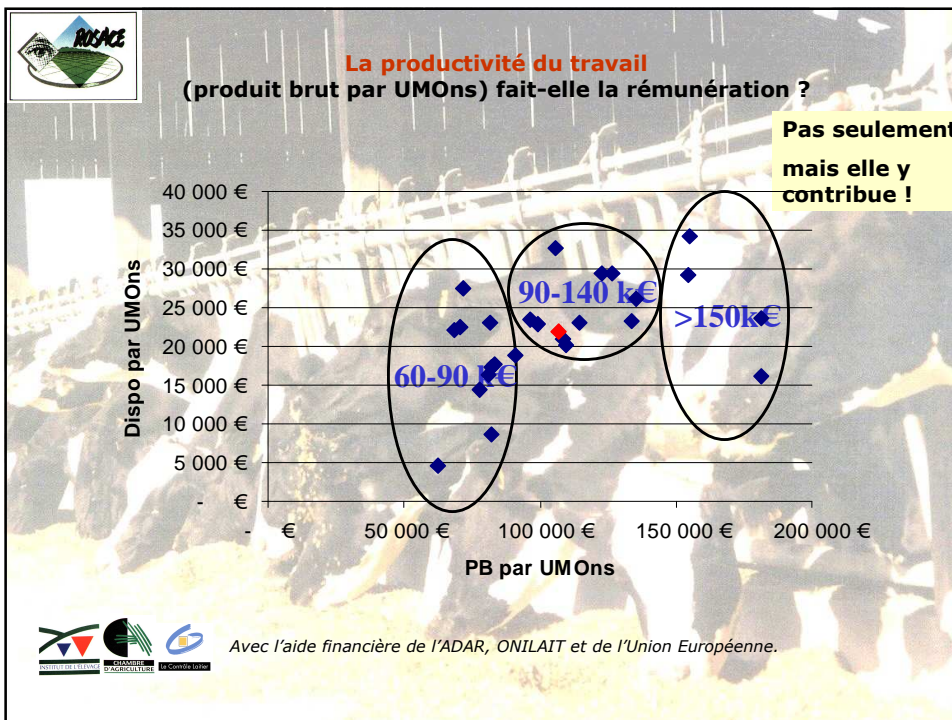 ROSACE
La productivité du travail
(produit brut par UMOns) fait-elle la rémunération ?
Pas seulement
mais elle y
contribue !
Dispo par UMOns
40 000 €
35 000 €
30 000 €
25 000 €
20 000 €
15 000 €
10 000 €
5 000 €
- €
60-90 k€
90-140 k€
>150k€
- €
50 000 €
100 000 €
150 000 €
200 000 €
PB par UMOns
INSTITUT DE L'ÉLEVAGE
CHAMBRE
D'AGRICULTURE
Le Contrôle Laitier
Avec l'aide financière de l'ADAR, ONILAIT et de l'Union Européenne.